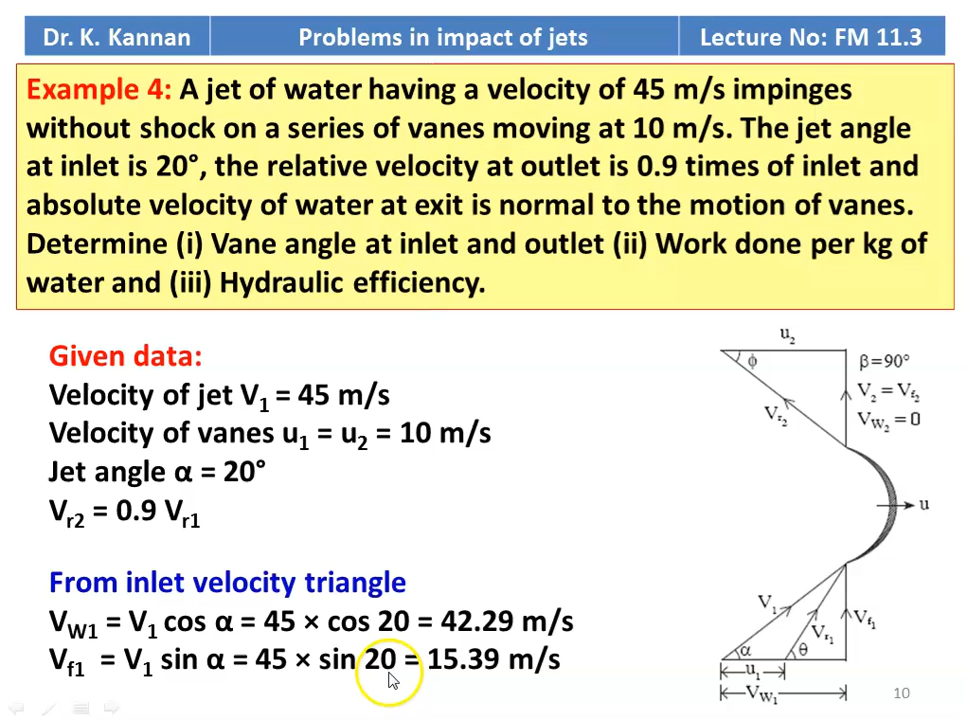 Dr. K. Kannan Problems in impact of jets Lecture No: FM 11.3
Example 4: A jet of water having a velocity of 45 m/s impinges
without shock on a series of vanes moving at 10 m/s. The jet angle
at inlet is 20°, the relative velocity at outlet is 0.9 times of inlet and
absolute velocity of water at exit is normal to the motion of vanes.
Determine (i) Vane angle at inlet and outlet (ii) Work done per kg of
water and (iii) Hydraulic efficiency.
Given data:
Velocity of jet V₁ = 45 m/s
Velocity of vanes u₁ = u₂ = 10 m/s
Jet angle α = 20°
Vr2 = 0.9 Vr1
From inlet velocity triangle
VW1 = V₁ cos α = 45 × cos 20 = 42.29 m/s
Vf1 = V₁ sin α = 45 × sin 20 = 15.39 m/s
u₂
ϕ
β=90°
V₂ = Vf2
VW2 = 0
Vr2
u
V₁
Vr1
Vf1
α
θ
u₁
VW1
10